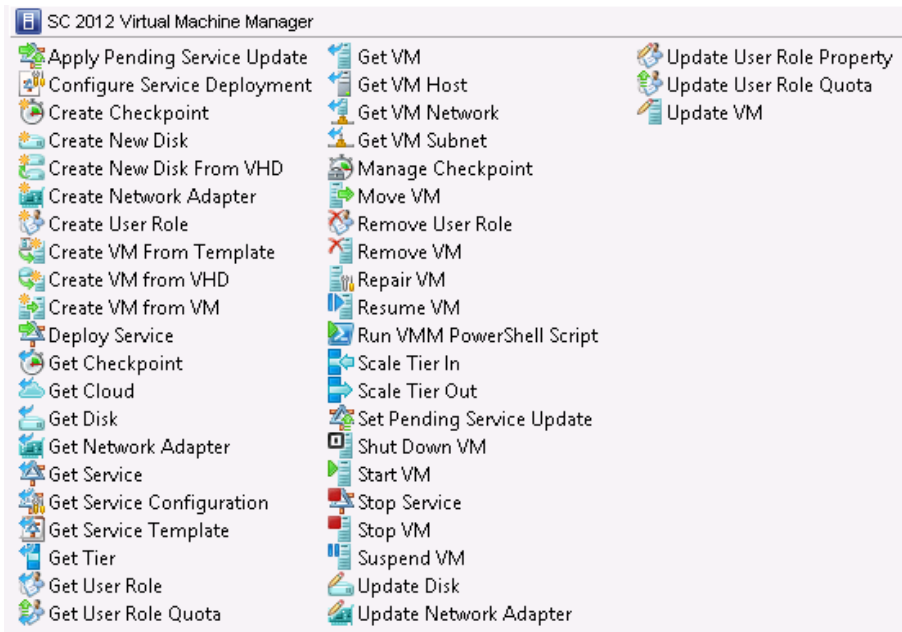 SC 2012 Virtual Machine Manager
Apply Pending Service Update
Configure Service Deployment
Create Checkpoint
Create New Disk
Create New Disk From VHD
Create Network Adapter
Create User Role
Create VM From Template
Create VM from VHD
Create VM from VM
Deploy Service
Get Checkpoint
Get Cloud
Get Disk
Get Network Adapter
Get Service
Get Service Configuration
Get Service Template
Get Tier
Get User Role
Get User Role Quota
Get VM
Get VM Host
Get VM Network
Get VM Subnet
Manage Checkpoint
Move VM
Remove User Role
Remove VM
Repair VM
Resume VM
Run VMM PowerShell Script
Scale Tier In
Scale Tier Out
Set Pending Service Update
Shut Down VM
Start VM
Stop Service
Stop VM
Suspend VM
Update Disk
Update Network Adapter
Update User Role Property
Update User Role Quota
Update VM